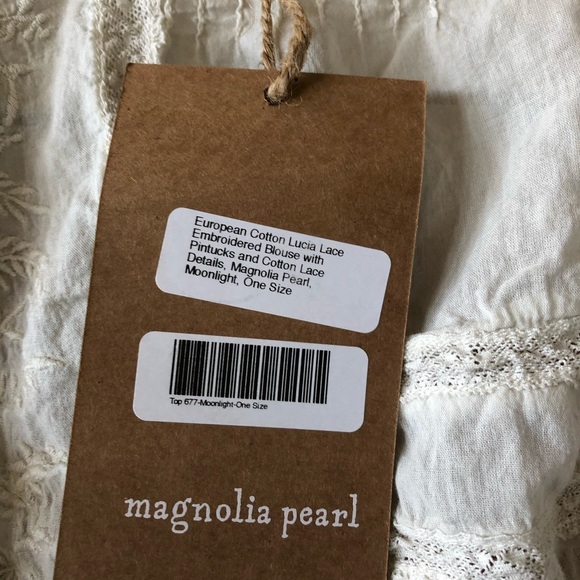 European Cotton Lucia Lace
Embroidered Blouse with
Pintucks and Cotton Lace
Details, Magnolia Pearl,
Moonlight, One Size
Top 677-Moonlight-One Size
magnolia pearl